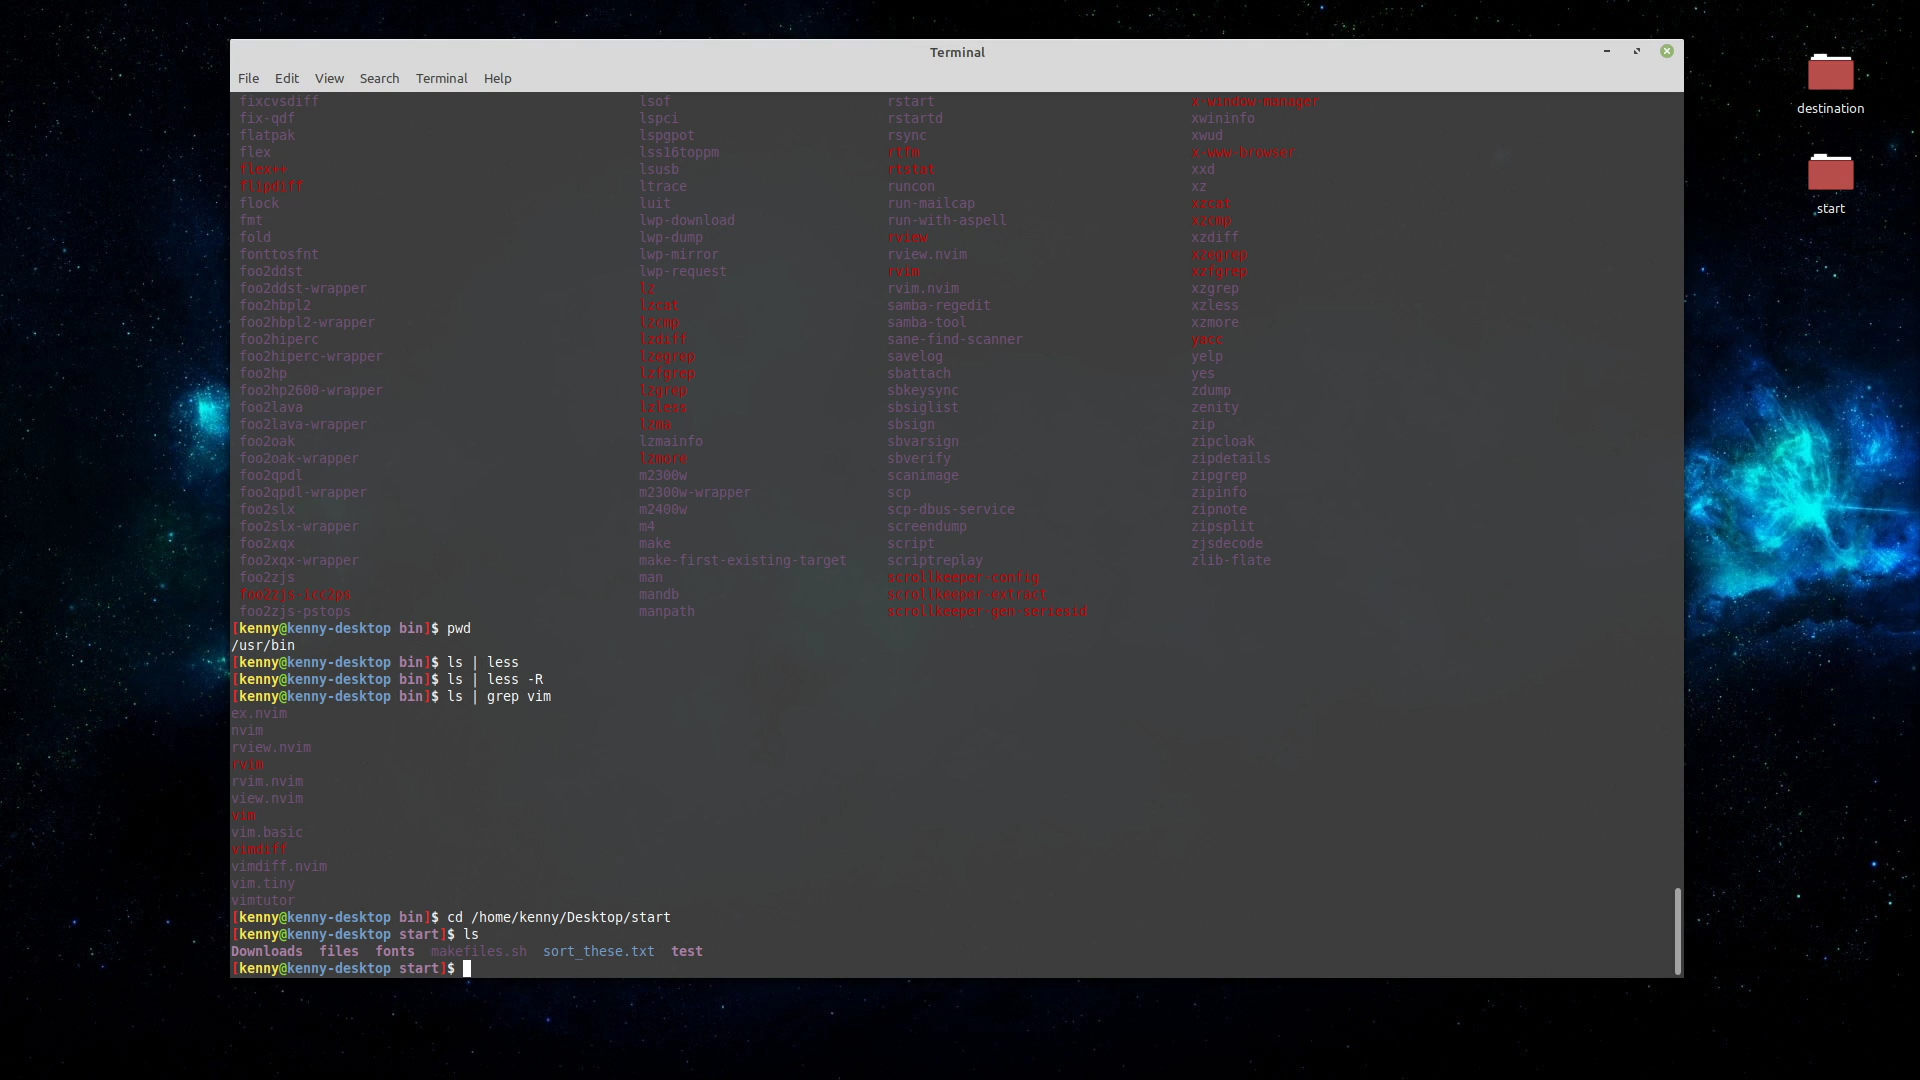 Terminal
File Edit View Search Terminal Help
fixcvsdiff lsof rstart x-window-manager
fix-qdf lspci rstartd xwininfo
flatpak lspgpot rsync xwud
flex lss16toppm rtfm x-www-browser
flex++ lsusb rtstat xxd
flipdiff ltrace runcon xz
flock luit run-mailcap xzcat
fmt lwp-download run-with-aspell xzcmp
fold lwp-dump rview xzdiff
fonttosfnt lwp-mirror rview.nvim xzegrep
foo2ddst lwp-request rvim xzfgrep
foo2ddst-wrapper lz rvim.nvim xzgrep
foo2hbpl2 lzcat samba-regedit xzless
foo2hbpl2-wrapper lzcmp samba-tool xzmore
foo2hiperc lzdiff sane-find-scanner yacc
foo2hiperc-wrapper lzegrep savelog yelp
foo2hp lzfgrep sbattach yes
foo2hp2600-wrapper lzgrep sbkeysync zdump
foo2lava lzless sbsiglist zenity
foo2lava-wrapper lzma sbsign zip
foo2oak lzmainfo sbvarsign zipcloak
foo2oak-wrapper lzmore sbverify zipdetails
foo2qpdl m2300w scanimage zipgrep
foo2qpdl-wrapper m2300w-wrapper scp zipinfo
foo2slx m2400w scp-dbus-service zipnote
foo2slx-wrapper m4 screendump zipsplit
foo2xqx make script zjsdecode
foo2xqx-wrapper make-first-existing-target scriptreplay zlib-flate
foo2zjs man scrollkeeper-config
foo2zjs-icc2ps mandb scrollkeeper-extract
foo2zjs-pstops manpath scrollkeeper-gen-seriesid
[kenny@kenny-desktop bin]$ pwd
/usr/bin
[kenny@kenny-desktop bin]$ ls | less
[kenny@kenny-desktop bin]$ ls | less -R
[kenny@kenny-desktop bin]$ ls | grep vim
ex.nvim
nvim
rview.nvim
rvim
rvim.nvim
view.nvim
vim
vim.basic
vimdiff
vimdiff.nvim
vim.tiny
vimtutor
[kenny@kenny-desktop bin]$ cd /home/kenny/Desktop/start
[kenny@kenny-desktop start]$ ls
Downloads files fonts makefiles.sh sort_these.txt test
[kenny@kenny-desktop start]$
destination
start